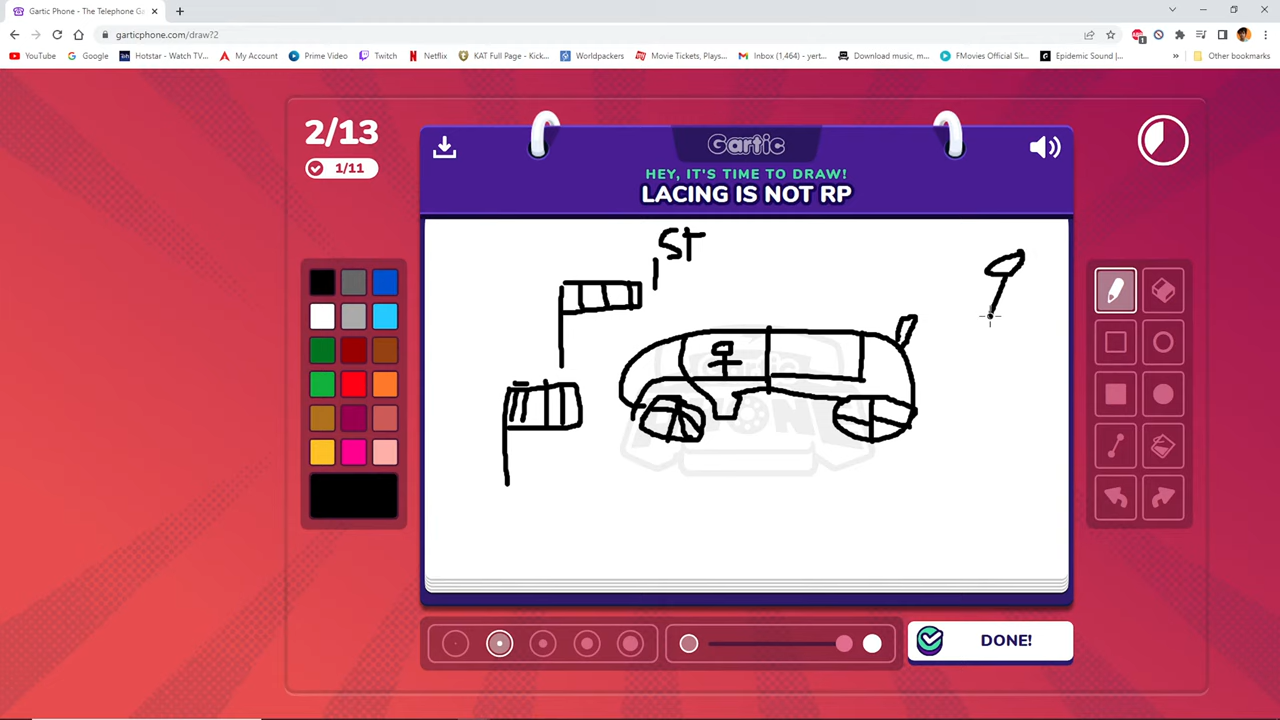 Gartic Phone - The Telephone Ga
garticphone.com/draw?2
YouTube
Google
Hotstar - Watch TV...
My Account
Prime Video
Twitch
Netflix
KAT Full Page - Kick...
Worldpackers
Movie Tickets, Plays,...
Inbox (1,464) - yert...
Download music, m...
FMovies Official Sit...
Epidemic Sound |...
Other bookmarks
2/13
1/11
Gartic
HEY, IT'S TIME TO DRAW!
LACING IS NOT RP
1ST
Gartic
DONE!